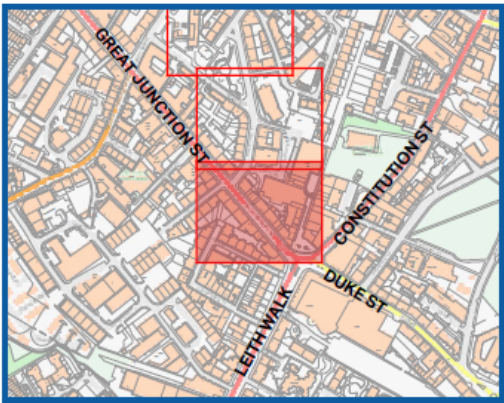 GREAT JUNCTION ST
CONSTITUTION ST
DUKE ST
LEITH WALK